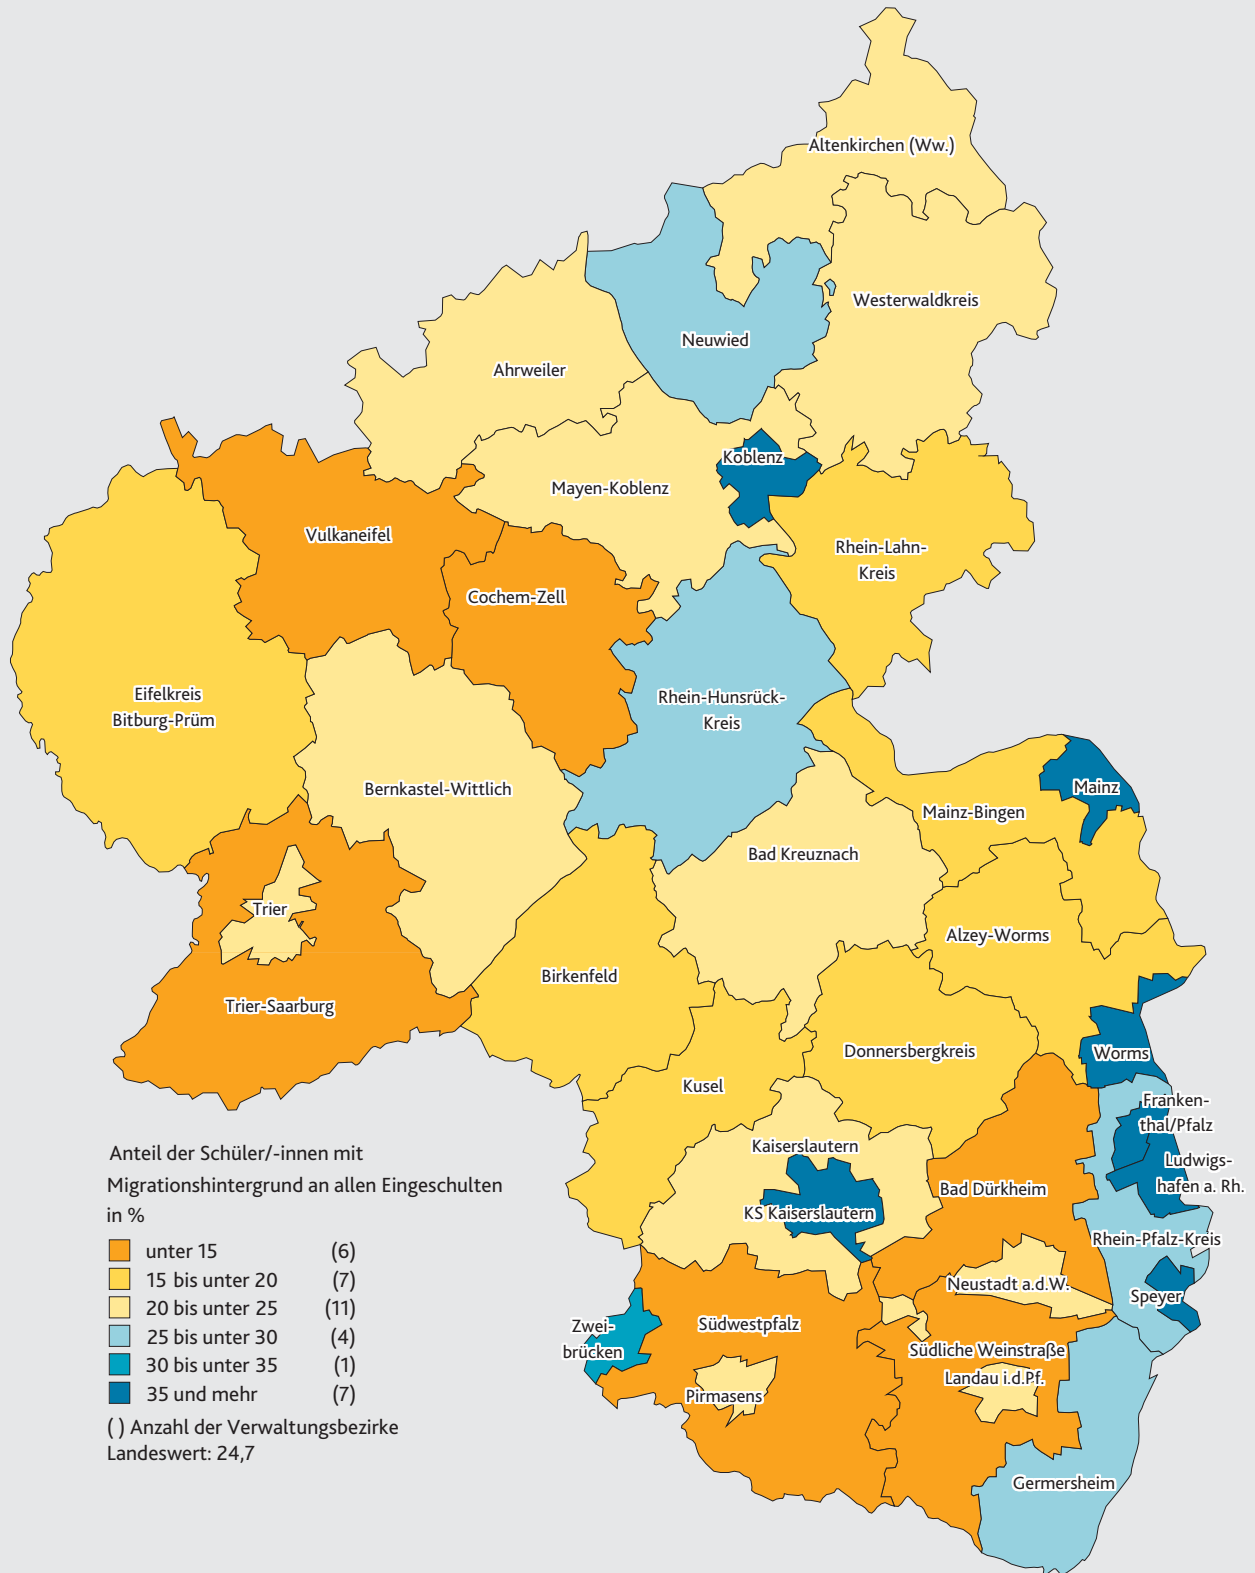 Altenkirchen (Ww.)
Westerwaldkreis
Neuwied
Ahrweiler
Koblenz
Mayen-Koblenz
Vulkaneifel
Rhein-Lahn-
Kreis
Cochem-Zell
Eifelkreis
Bitburg-Prüm
Rhein-Hunsrück-
Kreis
Bernkastel-Wittlich
Mainz
Mainz-Bingen
Bad Kreuznach
Trier
Alzey-Worms
Birkenfeld
Trier-Saarburg
Donnersbergkreis
Worms
Kusel
Franken-
thal/Pfalz
Kaiserslautern
Ludwigs-
hafen a. Rh.
Bad Dürkheim
KS Kaiserslautern
Rhein-Pfalz-Kreis
Neustadt a.d.W.
Speyer
Zwei-
brücken
Südwestpfalz
Südliche Weinstraße
Landau i.d.Pf.
Pirmasens
Germersheim
Anteil der Schüler/-innen mit
Migrationshintergrund an allen Eingeschulten
in %
unter 15 (6)
15 bis unter 20 (7)
20 bis unter 25 (11)
25 bis unter 30 (4)
30 bis unter 35 (1)
35 und mehr (7)
( ) Anzahl der Verwaltungsbezirke
Landeswert: 24,7